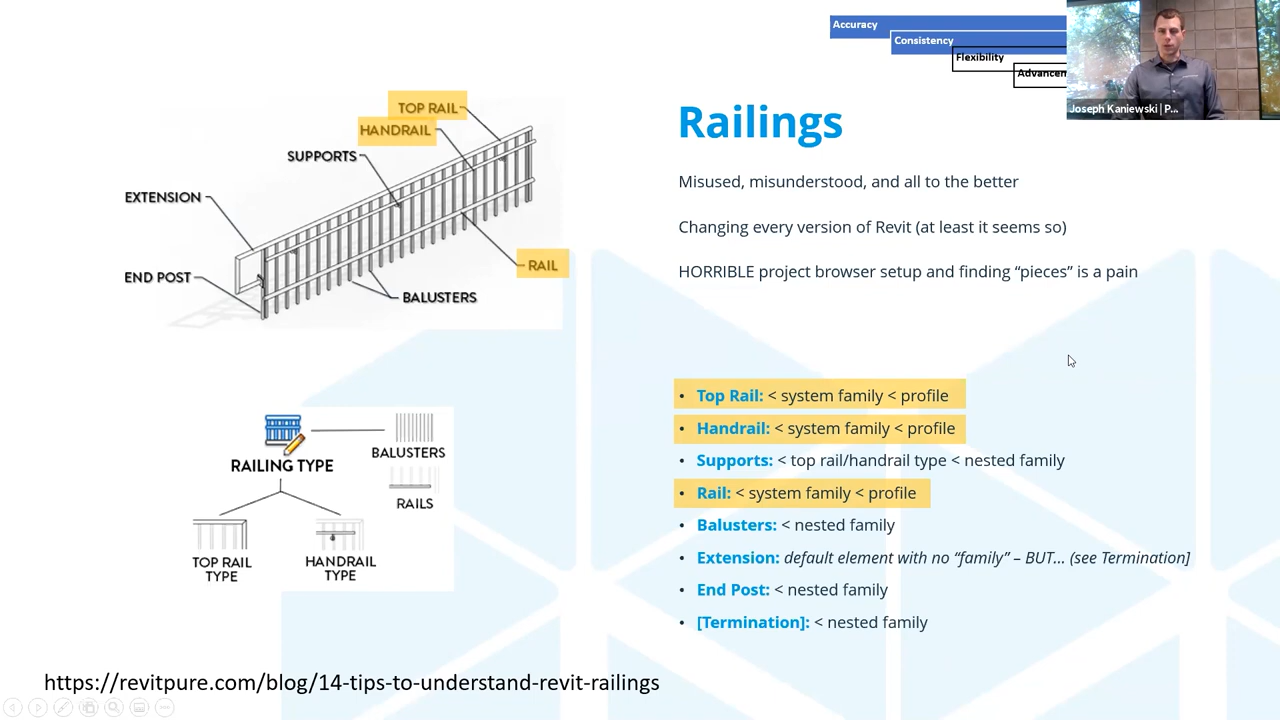 Accuracy
Consistency
Flexibility
Joseph Kaniewski | P...
Railings
Misused, misunderstood, and all to the better
Changing every version of Revit (at least it seems so)
HORRIBLE project browser setup and finding “pieces” is a pain
TOP RAIL
HANDRAIL
SUPPORTS
EXTENSION
END POST
RAIL
BALUSTERS
RAILING TYPE
BALUSTERS
RAILS
TOP RAIL
TYPE
HANDRAIL
TYPE
• Top Rail: < system family < profile
• Handrail: < system family < profile
• Supports: < top rail/handrail type < nested family
• Rail: < system family < profile
• Balusters: < nested family
• Extension: default element with no “family” – BUT... (see Termination]
• End Post: < nested family
• [Termination]: < nested family
https://revitpure.com/blog/14-tips-to-understand-revit-railings